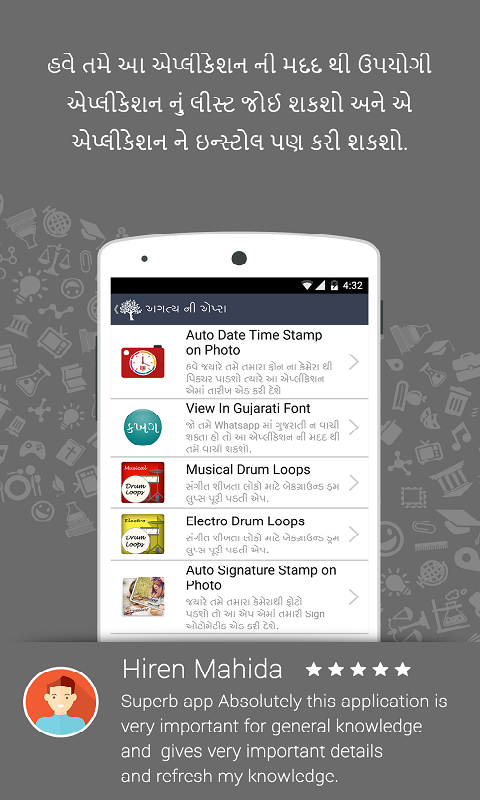 હવે તમે આ એપ્લીકેશન ની મદદ થી ઉપયોગી
એપ્લીકેશન નું લીસ્ટ જોઈ શકશો અને એ
એપ્લીકેશન ને ઇન્સ્ટોલ પણ કરી શકશો.
4:32
અગત્ય ની એપ્સ
Auto Date Time Stamp
on Photo
હવે જયારે તમે તમારા ફોન ના કેમેરા થી
પિક્ચર પાડશો ત્યારે આ એપ્લીકેશન
એમાં તારીખ એડ કરી દેશે
કખગ
View In Gujarati Font
જો તમે Whatsapp માં ગુજરાતી ન વાચી
શકતા હો તો આ એપ્લીકેશન ની મદદ થી
તમે વાચી શકશો.
Musical
Drum
Loops
Musical Drum Loops
સંગીત શીખતા લોકો માટે બેકગ્રાઉન્ડ ડ્રમ
લુપ્સ પૂરી પડતી એપ.
Electro
Drum
Loops
Electro Drum Loops
સંગીત શીખતા લોકો માટે બેકગ્રાઉન્ડ ડ્રમ
લુપ્સ પૂરી પડતી એપ.
Auto Signature Stamp on
Photo
જયારે તમે તમારા કેમેરાથી ફોટો
પાડશો તો આ એપ એમાં તમારી Sign
ઓટોમેટીક એડ કરી દેશે.
Hiren Mahida
Superb app Absolutely this application is
very important for general knowledge
and gives very important details
and refresh my knowledge.